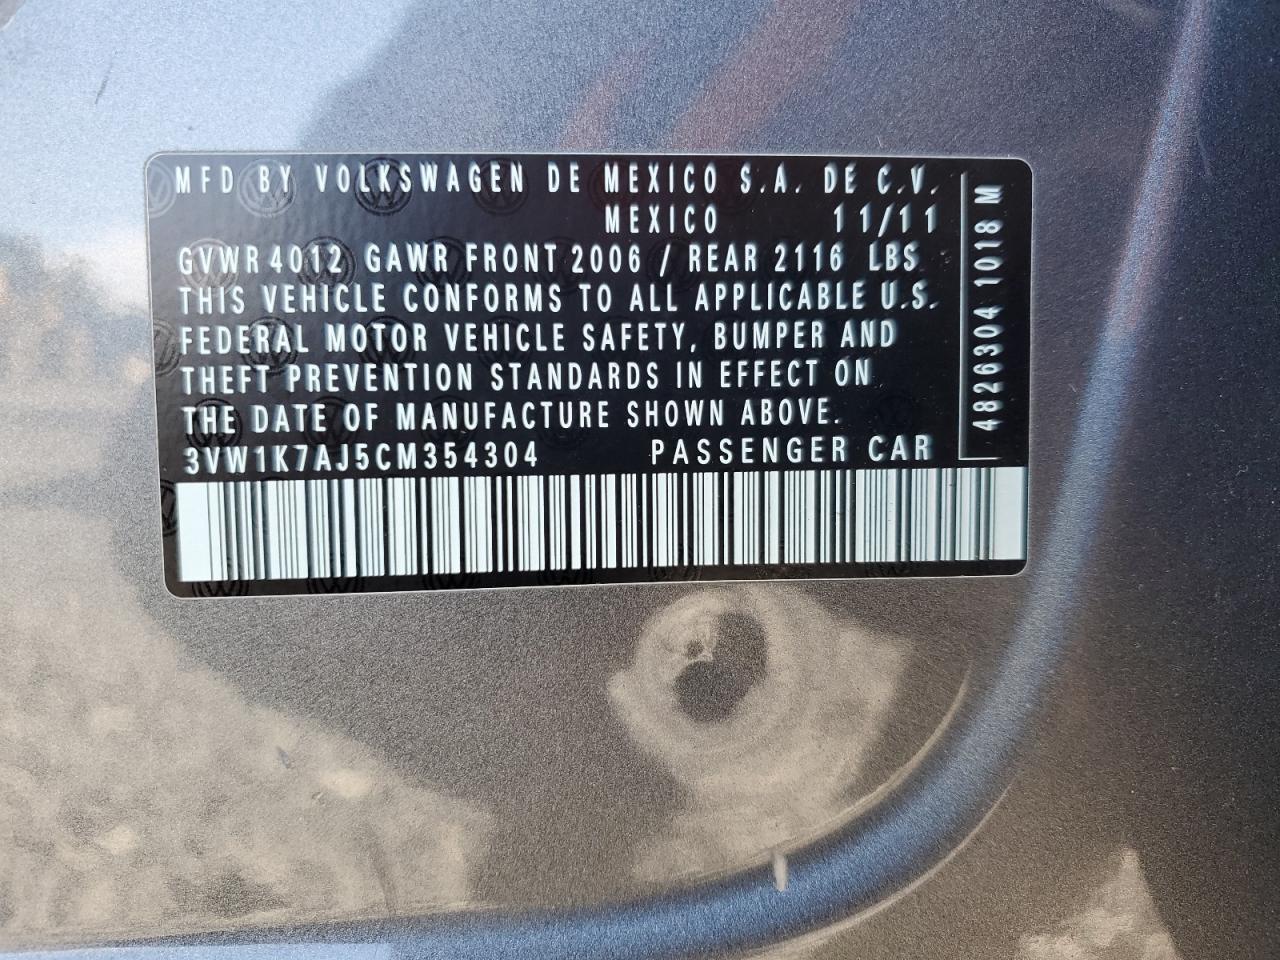 MFD BY VOLKSWAGEN DE MEXICO S.A. DE C.V.
MEXICO 11/11
GVWR 4012 GAWR FRONT 2006 / REAR 2116 LBS
THIS VEHICLE CONFORMS TO ALL APPLICABLE U.S.
FEDERAL MOTOR VEHICLE SAFETY, BUMPER AND
THEFT PREVENTION STANDARDS IN EFFECT ON
THE DATE OF MANUFACTURE SHOWN ABOVE.
3VW1K7AJ5CM354304 PASSENGER CAR
4826304 1018 M